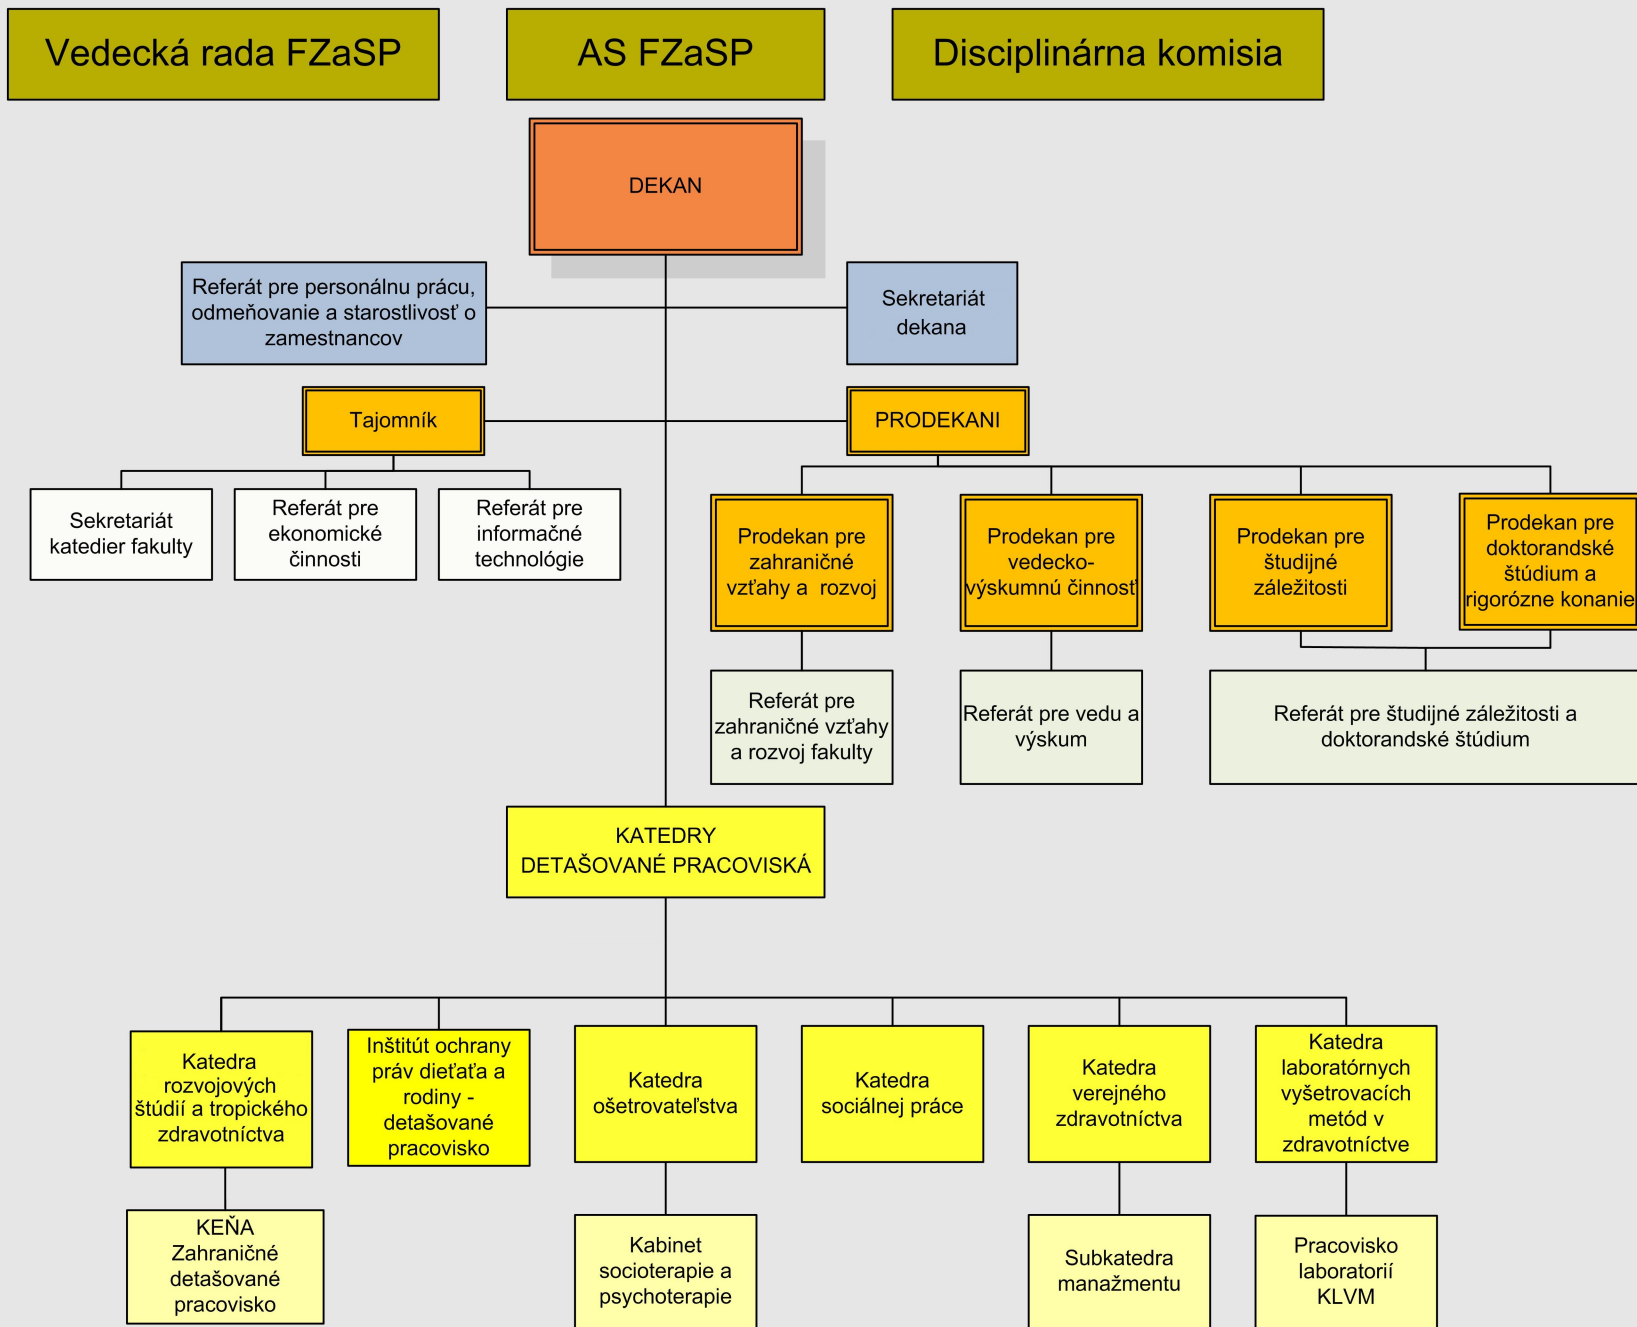 Vedecká rada FZaSP
AS FZaSP
Disciplinárna komisia
DEKAN
Referát pre personálnu prácu,
odmeňovanie a starostlivosť o
zamestnancov
Sekretariát
dekana
Tajomník
PRODEKANI
Sekretariát
katedier fakulty
Referát pre
ekonomické
činnosti
Referát pre
informačné
technológie
Prodekan pre
zahraničné
vzťahy a  rozvoj
Prodekan pre
vedecko-
výskumnú činnosť
Prodekan pre
študijné
záležitosti
Prodekan pre
doktorandské
štúdium a
rigorózne konanie
Referát pre
zahraničné vzťahy
a rozvoj fakulty
Referát pre vedu a
výskum
Referát pre študijné záležitosti a
doktorandské štúdium
KATEDRY
DETAŠOVANÉ PRACOVISKÁ
Katedra
rozvojových
štúdií a tropického
zdravotníctva
Inštitút ochrany
práv dieťaťa a
rodiny -
detašované
pracovisko
Katedra
ošetrovateľstva
Katedra
sociálnej práce
Katedra
verejného
zdravotníctva
Katedra
laboratórnych
vyšetrovacích
metód v
zdravotníctve
KEŇA
Zahraničné
detašované
pracovisko
Kabinet
socioterapie a
psychoterapie
Subkatedra
manažmentu
Pracovisko
laboratorií
KLVM